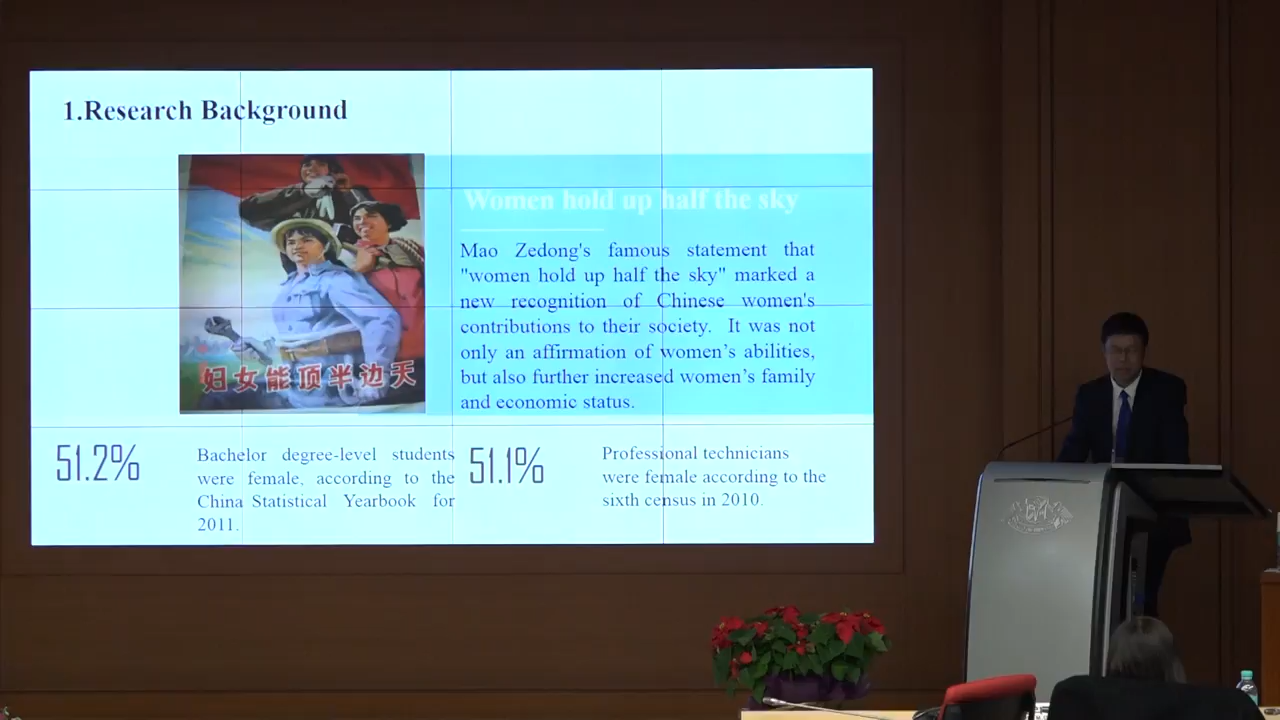 1.Research Background
妇女能顶半边天
Women hold up half the sky
Mao Zedong's famous statement that
"women hold up half the sky" marked a
new recognition of Chinese women's
contributions to their society. It was not
only an affirmation of women’s abilities,
but also further increased women’s family
and economic status.
51.2%
Bachelor degree-level students
were female, according to the
China Statistical Yearbook for
2011.
51.1%
Professional technicians
were female according to the
sixth census in 2010.